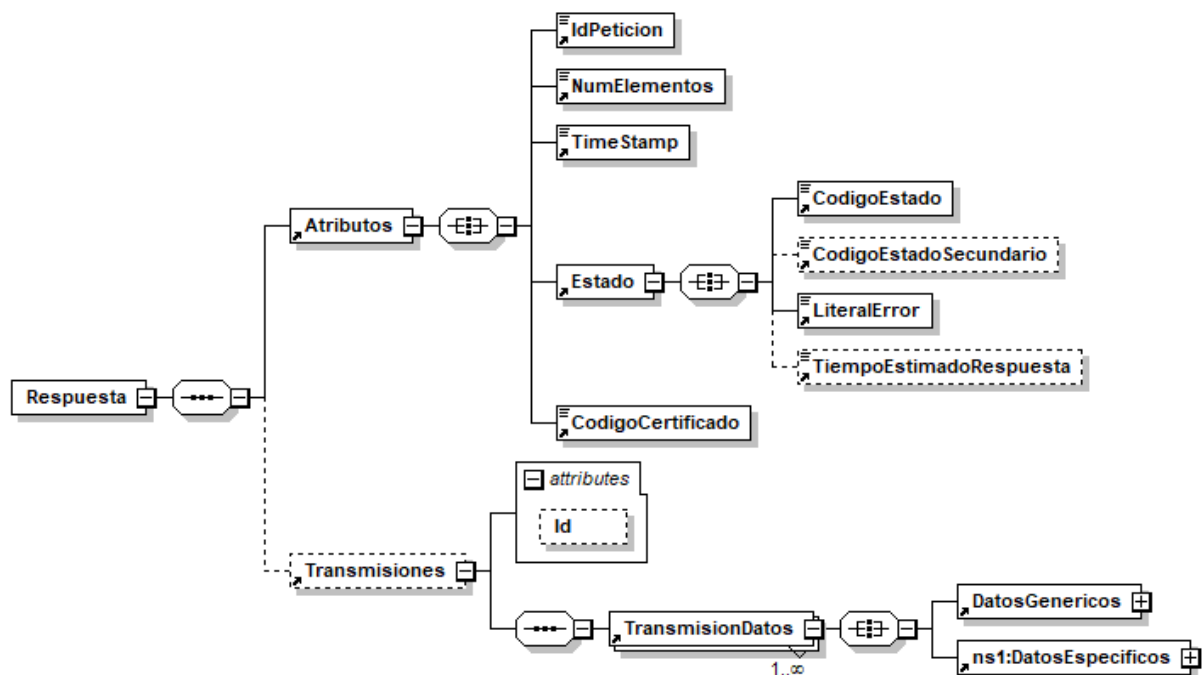 IdPeticion
NumElementos
TimeStamp
CodigoEstado
Atributos
CodigoEstadoSecundario
Estado
LiteralError
TiempoEstimadoRespuesta
Respuesta
CodigoCertificado
attributes
Id
Transmisiones
DatosGenericos
TransmisionDatos
1..∞
ns1:DatosEspecificos